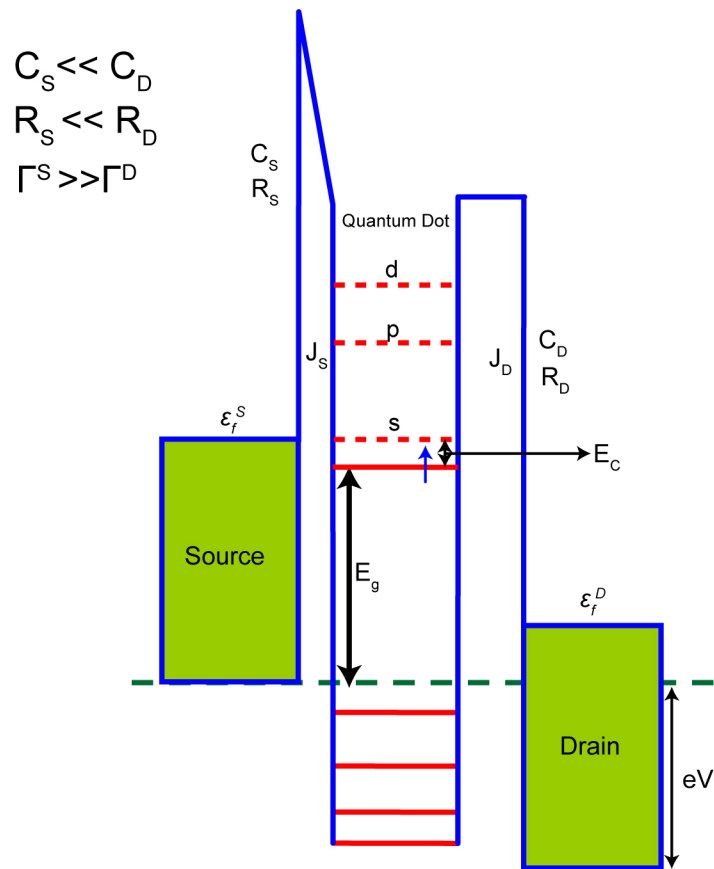 C_S << C_D
R_S << R_D
Γ^S >> Γ^D
C_S
R_S
Quantum Dot
d
p
J_S
J_D
C_D
R_D
ε_f^S
s
E_C
Source
E_g
ε_f^D
Drain
eV